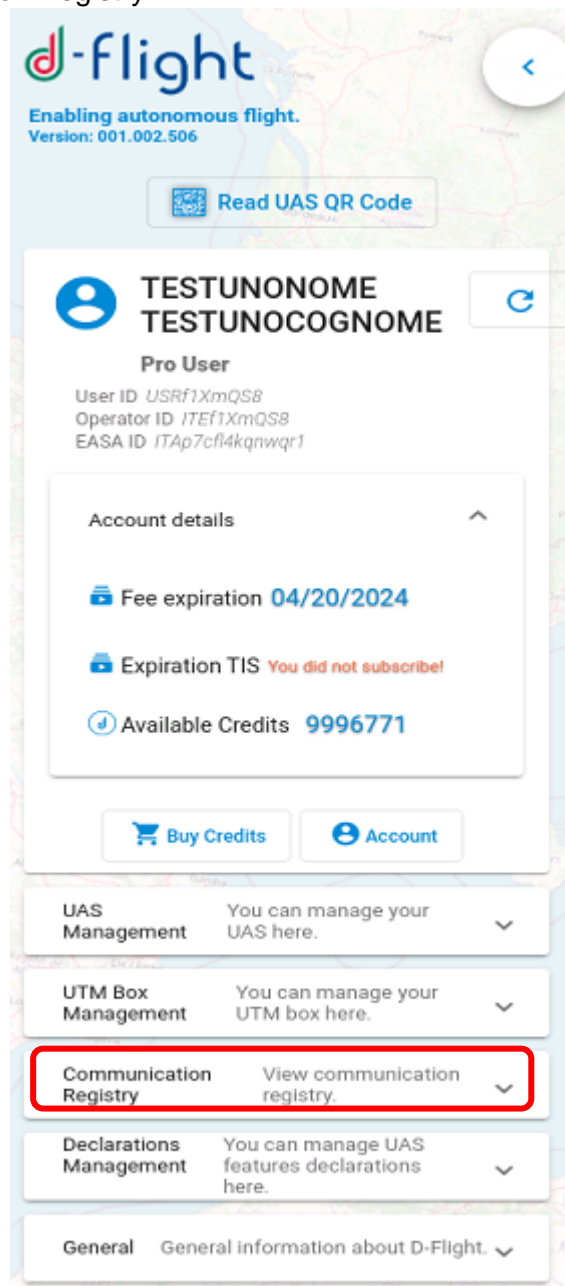 d-flight
Enabling autonomous flight.
Version: 001.002.506
Read UAS QR Code
TESTUNONOME
TESTUNOCOGNOME
Pro User
User ID USRf1XmQS8
Operator ID ITEf1XmQS8
EASA ID ITAp7cfl4kqnwqr1
Account details
Fee expiration 04/20/2024
Expiration TIS You did not subscribe!
Available Credits 9996771
Buy Credits
Account
UAS Management
You can manage your UAS here.
UTM Box Management
You can manage your UTM box here.
Communication Registry
View communication registry.
Declarations Management
You can manage UAS features declarations here.
General General information about D-Flight.